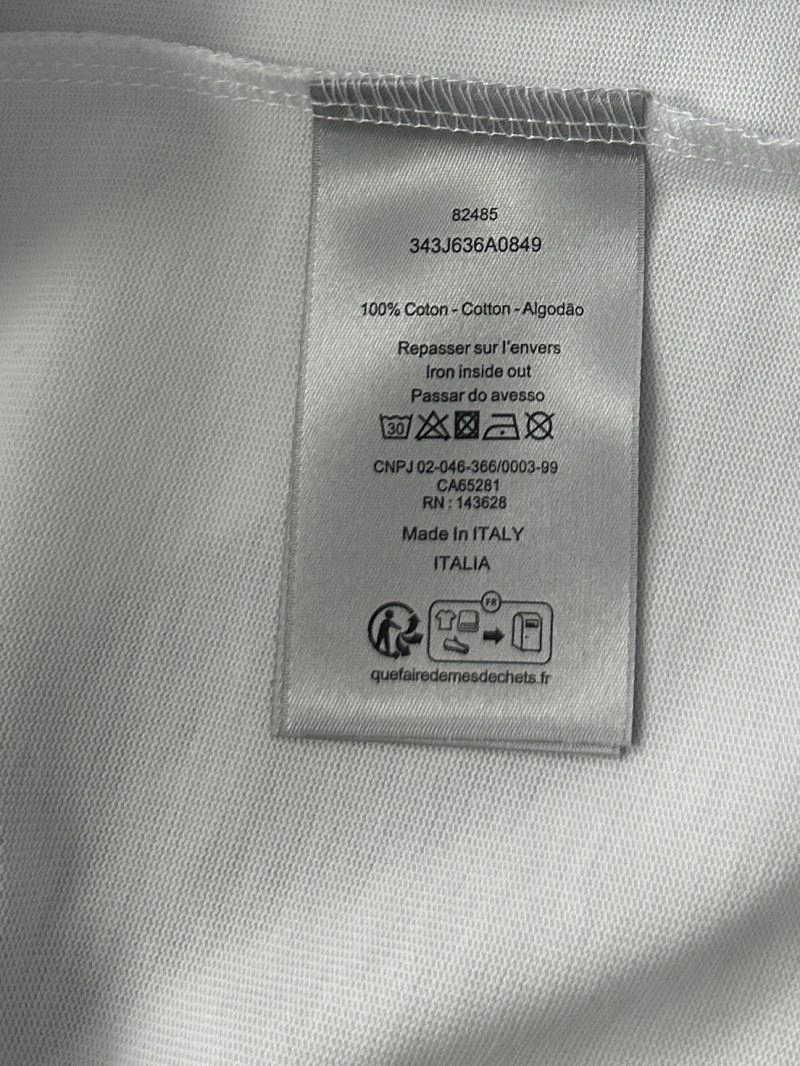 82485
343J636A0849
100% Coton - Cotton - Algodão
Repasser sur l'envers
Iron inside out
Passar do avesso
30
CNPJ 02-046-366/0003-99
CA65281
RN : 143628
Made In ITALY
ITALIA
FR
quefairedemesdechets.fr